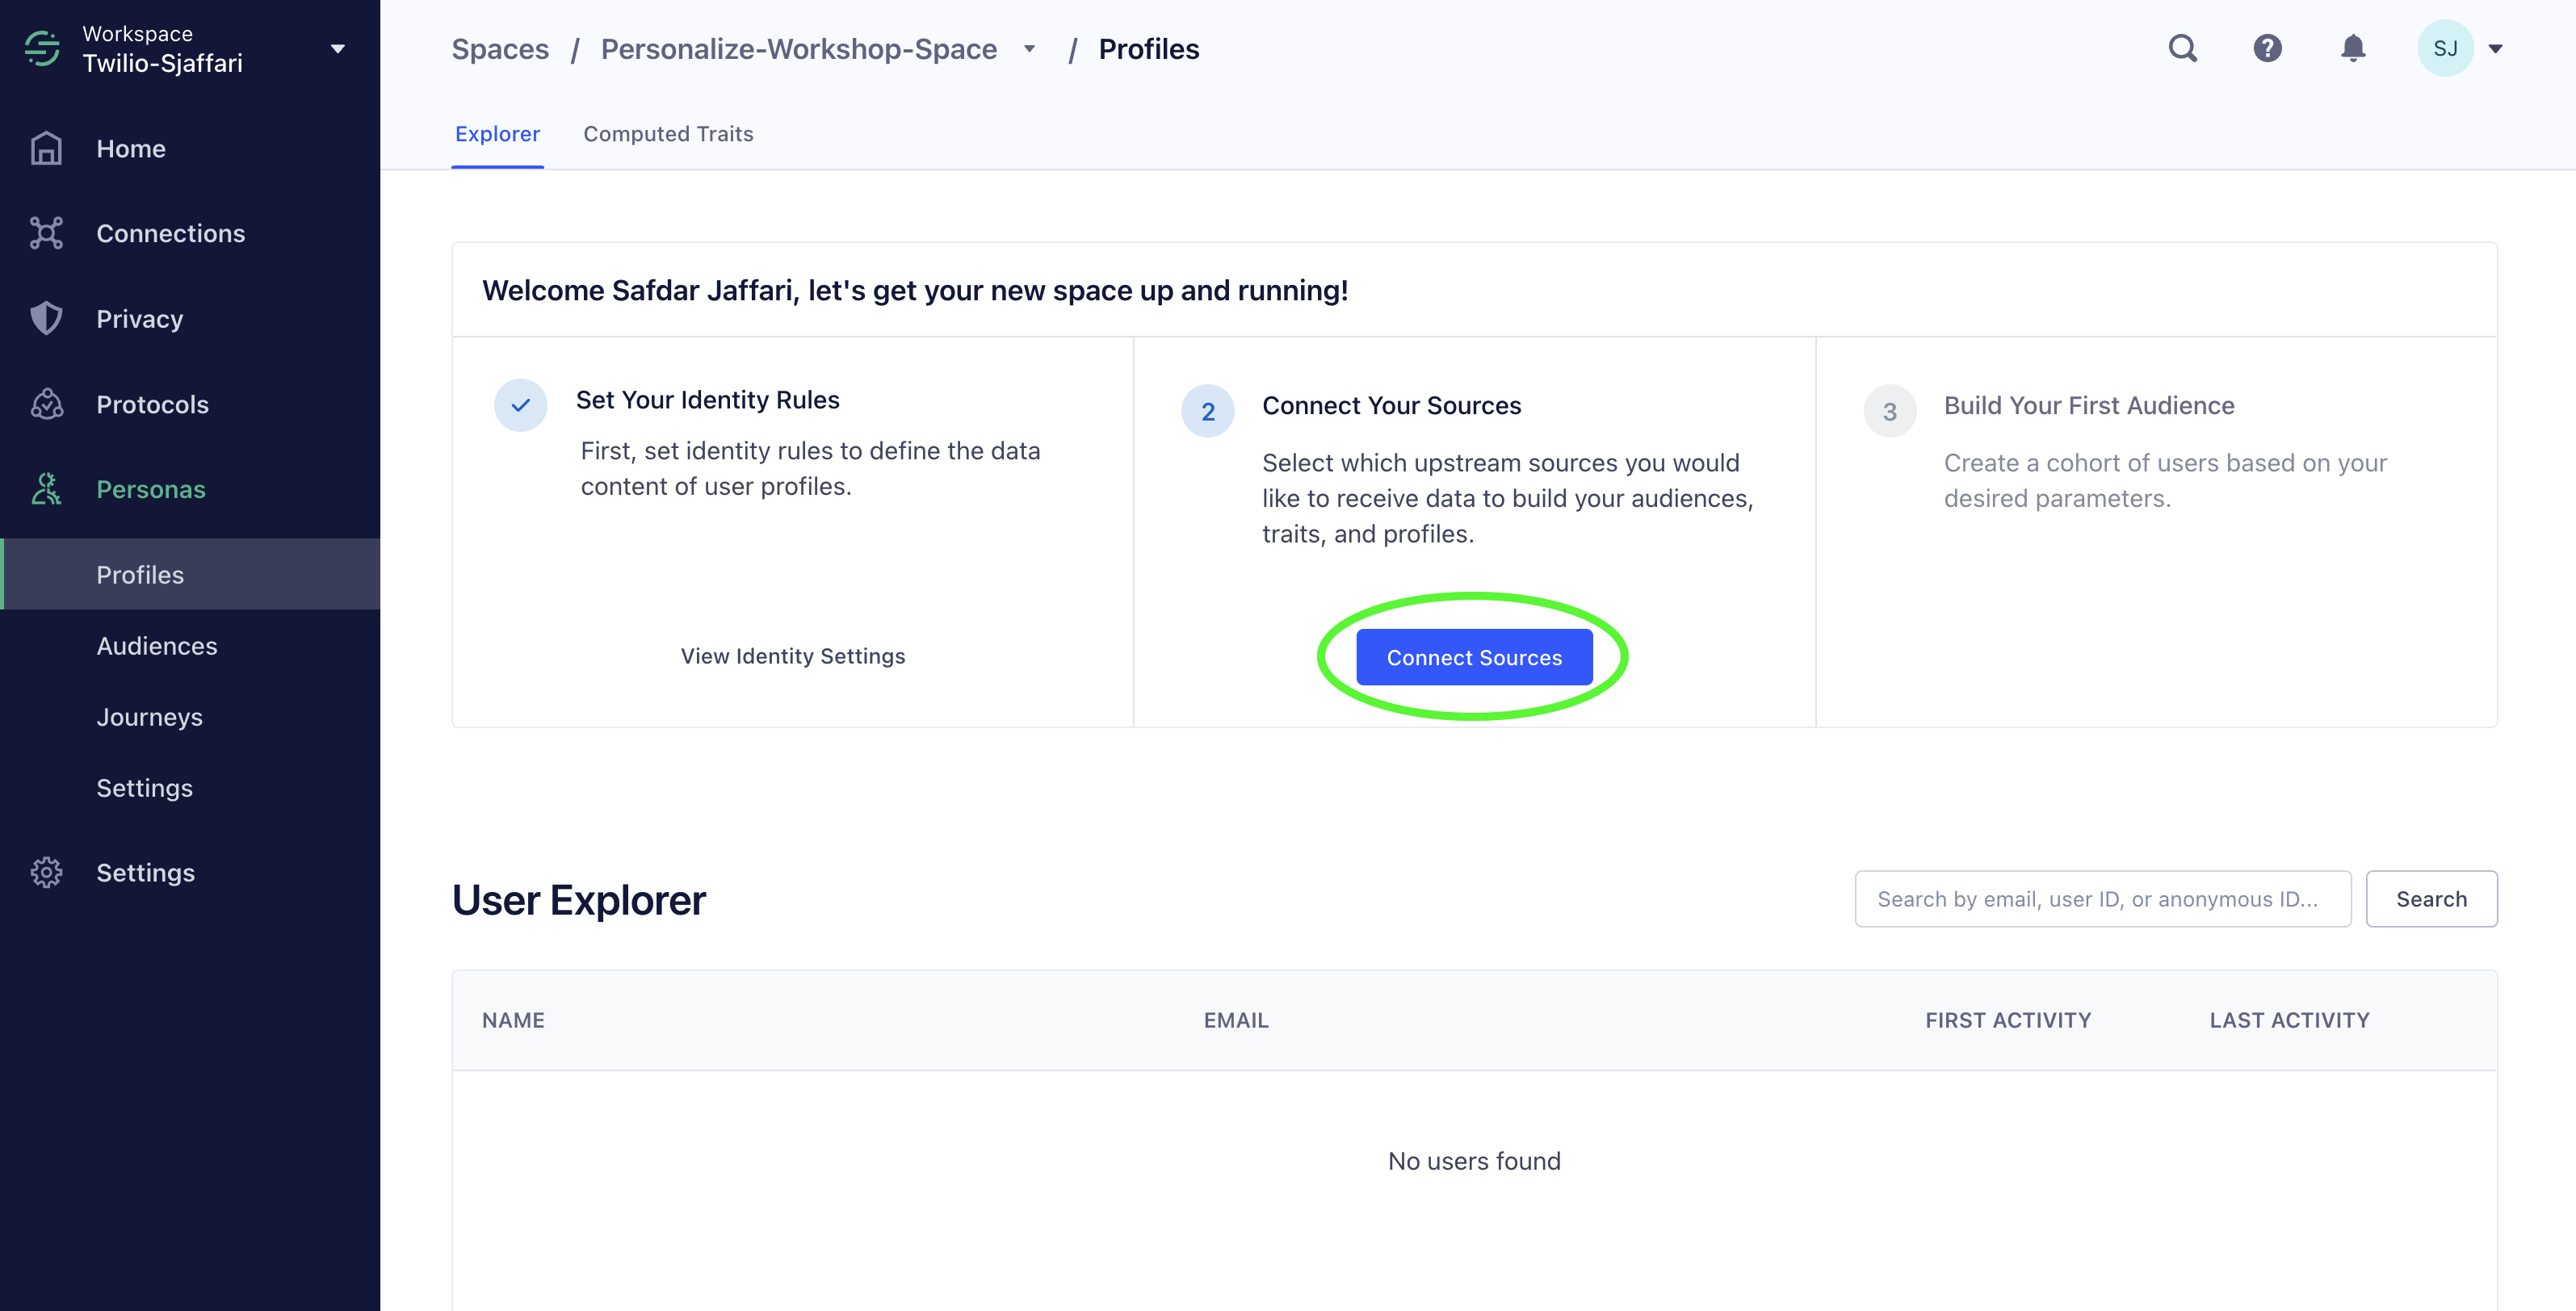 Workspace
Twilio-Sjaffari
Home
Connections
Privacy
Protocols
Personas
Profiles
Audiences
Journeys
Settings
Settings
Spaces / Personalize-Workshop-Space / Profiles
SJ
Explorer
Computed Traits
Welcome Safdar Jaffari, let's get your new space up and running!
Set Your Identity Rules
First, set identity rules to define the data
content of user profiles.
View Identity Settings
2
Connect Your Sources
Select which upstream sources you would
like to receive data to build your audiences,
traits, and profiles.
Connect Sources
3
Build Your First Audience
Create a cohort of users based on your
desired parameters.
User Explorer
Search by email, user ID, or anonymous ID...
Search
NAME
EMAIL
FIRST ACTIVITY
LAST ACTIVITY
No users found